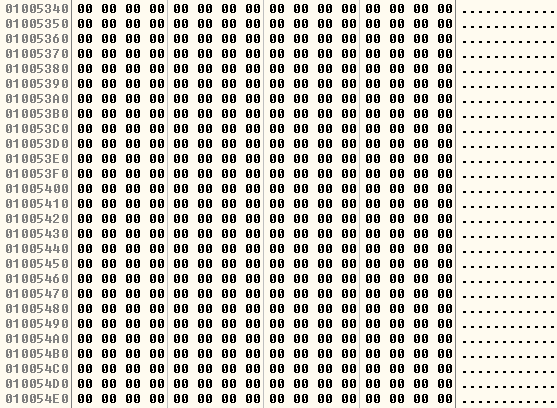 01005340 00 00 00 00 00 00 00 00 00 00 00 00 00 00 00 00 ................
01005350 00 00 00 00 00 00 00 00 00 00 00 00 00 00 00 00 ................
01005360 00 00 00 00 00 00 00 00 00 00 00 00 00 00 00 00 ................
01005370 00 00 00 00 00 00 00 00 00 00 00 00 00 00 00 00 ................
01005380 00 00 00 00 00 00 00 00 00 00 00 00 00 00 00 00 ................
01005390 00 00 00 00 00 00 00 00 00 00 00 00 00 00 00 00 ................
010053A0 00 00 00 00 00 00 00 00 00 00 00 00 00 00 00 00 ................
010053B0 00 00 00 00 00 00 00 00 00 00 00 00 00 00 00 00 ................
010053C0 00 00 00 00 00 00 00 00 00 00 00 00 00 00 00 00 ................
010053D0 00 00 00 00 00 00 00 00 00 00 00 00 00 00 00 00 ................
010053E0 00 00 00 00 00 00 00 00 00 00 00 00 00 00 00 00 ................
010053F0 00 00 00 00 00 00 00 00 00 00 00 00 00 00 00 00 ................
01005400 00 00 00 00 00 00 00 00 00 00 00 00 00 00 00 00 ................
01005410 00 00 00 00 00 00 00 00 00 00 00 00 00 00 00 00 ................
01005420 00 00 00 00 00 00 00 00 00 00 00 00 00 00 00 00 ................
01005430 00 00 00 00 00 00 00 00 00 00 00 00 00 00 00 00 ................
01005440 00 00 00 00 00 00 00 00 00 00 00 00 00 00 00 00 ................
01005450 00 00 00 00 00 00 00 00 00 00 00 00 00 00 00 00 ................
01005460 00 00 00 00 00 00 00 00 00 00 00 00 00 00 00 00 ................
01005470 00 00 00 00 00 00 00 00 00 00 00 00 00 00 00 00 ................
01005480 00 00 00 00 00 00 00 00 00 00 00 00 00 00 00 00 ................
01005490 00 00 00 00 00 00 00 00 00 00 00 00 00 00 00 00 ................
010054A0 00 00 00 00 00 00 00 00 00 00 00 00 00 00 00 00 ................
010054B0 00 00 00 00 00 00 00 00 00 00 00 00 00 00 00 00 ................
010054C0 00 00 00 00 00 00 00 00 00 00 00 00 00 00 00 00 ................
010054D0 00 00 00 00 00 00 00 00 00 00 00 00 00 00 00 00 ................
010054E0 00 00 00 00 00 00 00 00 00 00 00 00 00 00 00 00 ................